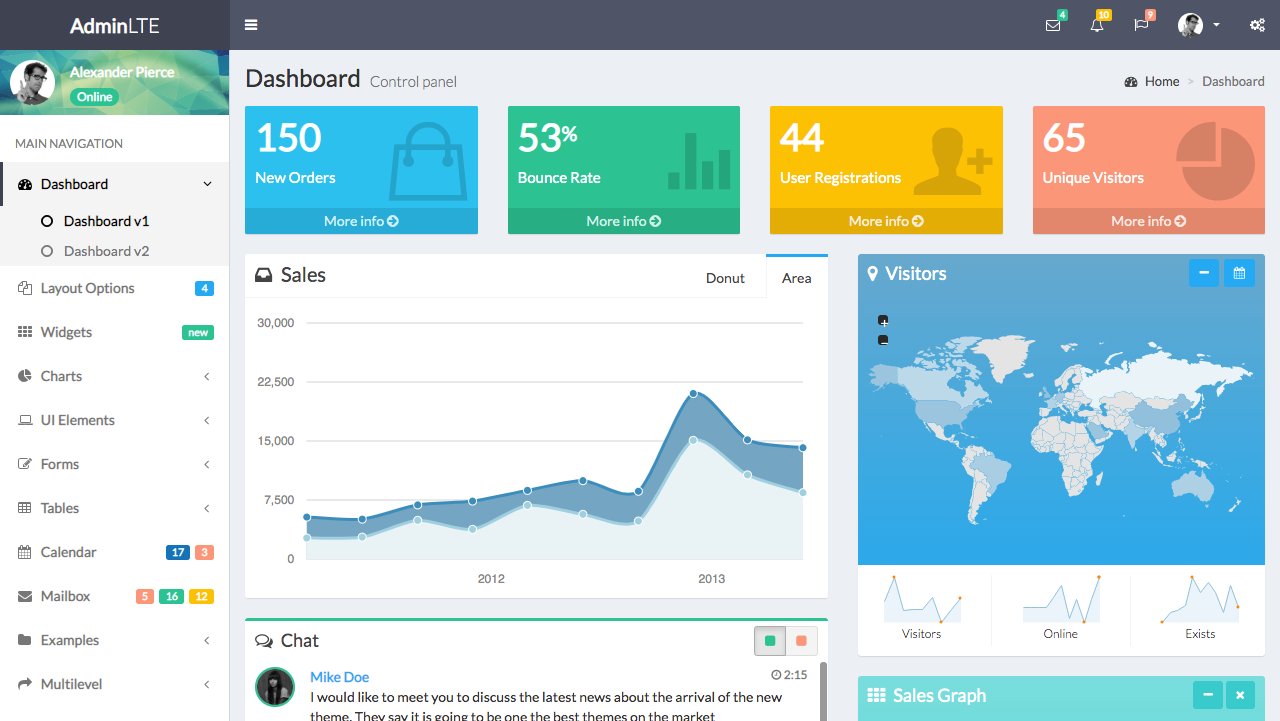 AdminLTE
4
10
9
Alexander Pierce
Online
MAIN NAVIGATION
Dashboard
Dashboard v1
Dashboard v2
Layout Options 4
Widgets new
Charts
UI Elements
Forms
Tables
Calendar 17 3
Mailbox 5 16 12
Examples
Multilevel
Dashboard Control panel
Home > Dashboard
150
New Orders
More info
53%
Bounce Rate
More info
44
User Registrations
More info
65
Unique Visitors
More info
Sales
Donut
Area
30,000
22,500
15,000
7,500
0
2012
2013
Visitors
+
−
Visitors
Online
Exists
Chat
Mike Doe
2:15
I would like to meet you to discuss the latest news about the arrival of the new
theme. They say it is going to be one the best themes on the market
Sales Graph